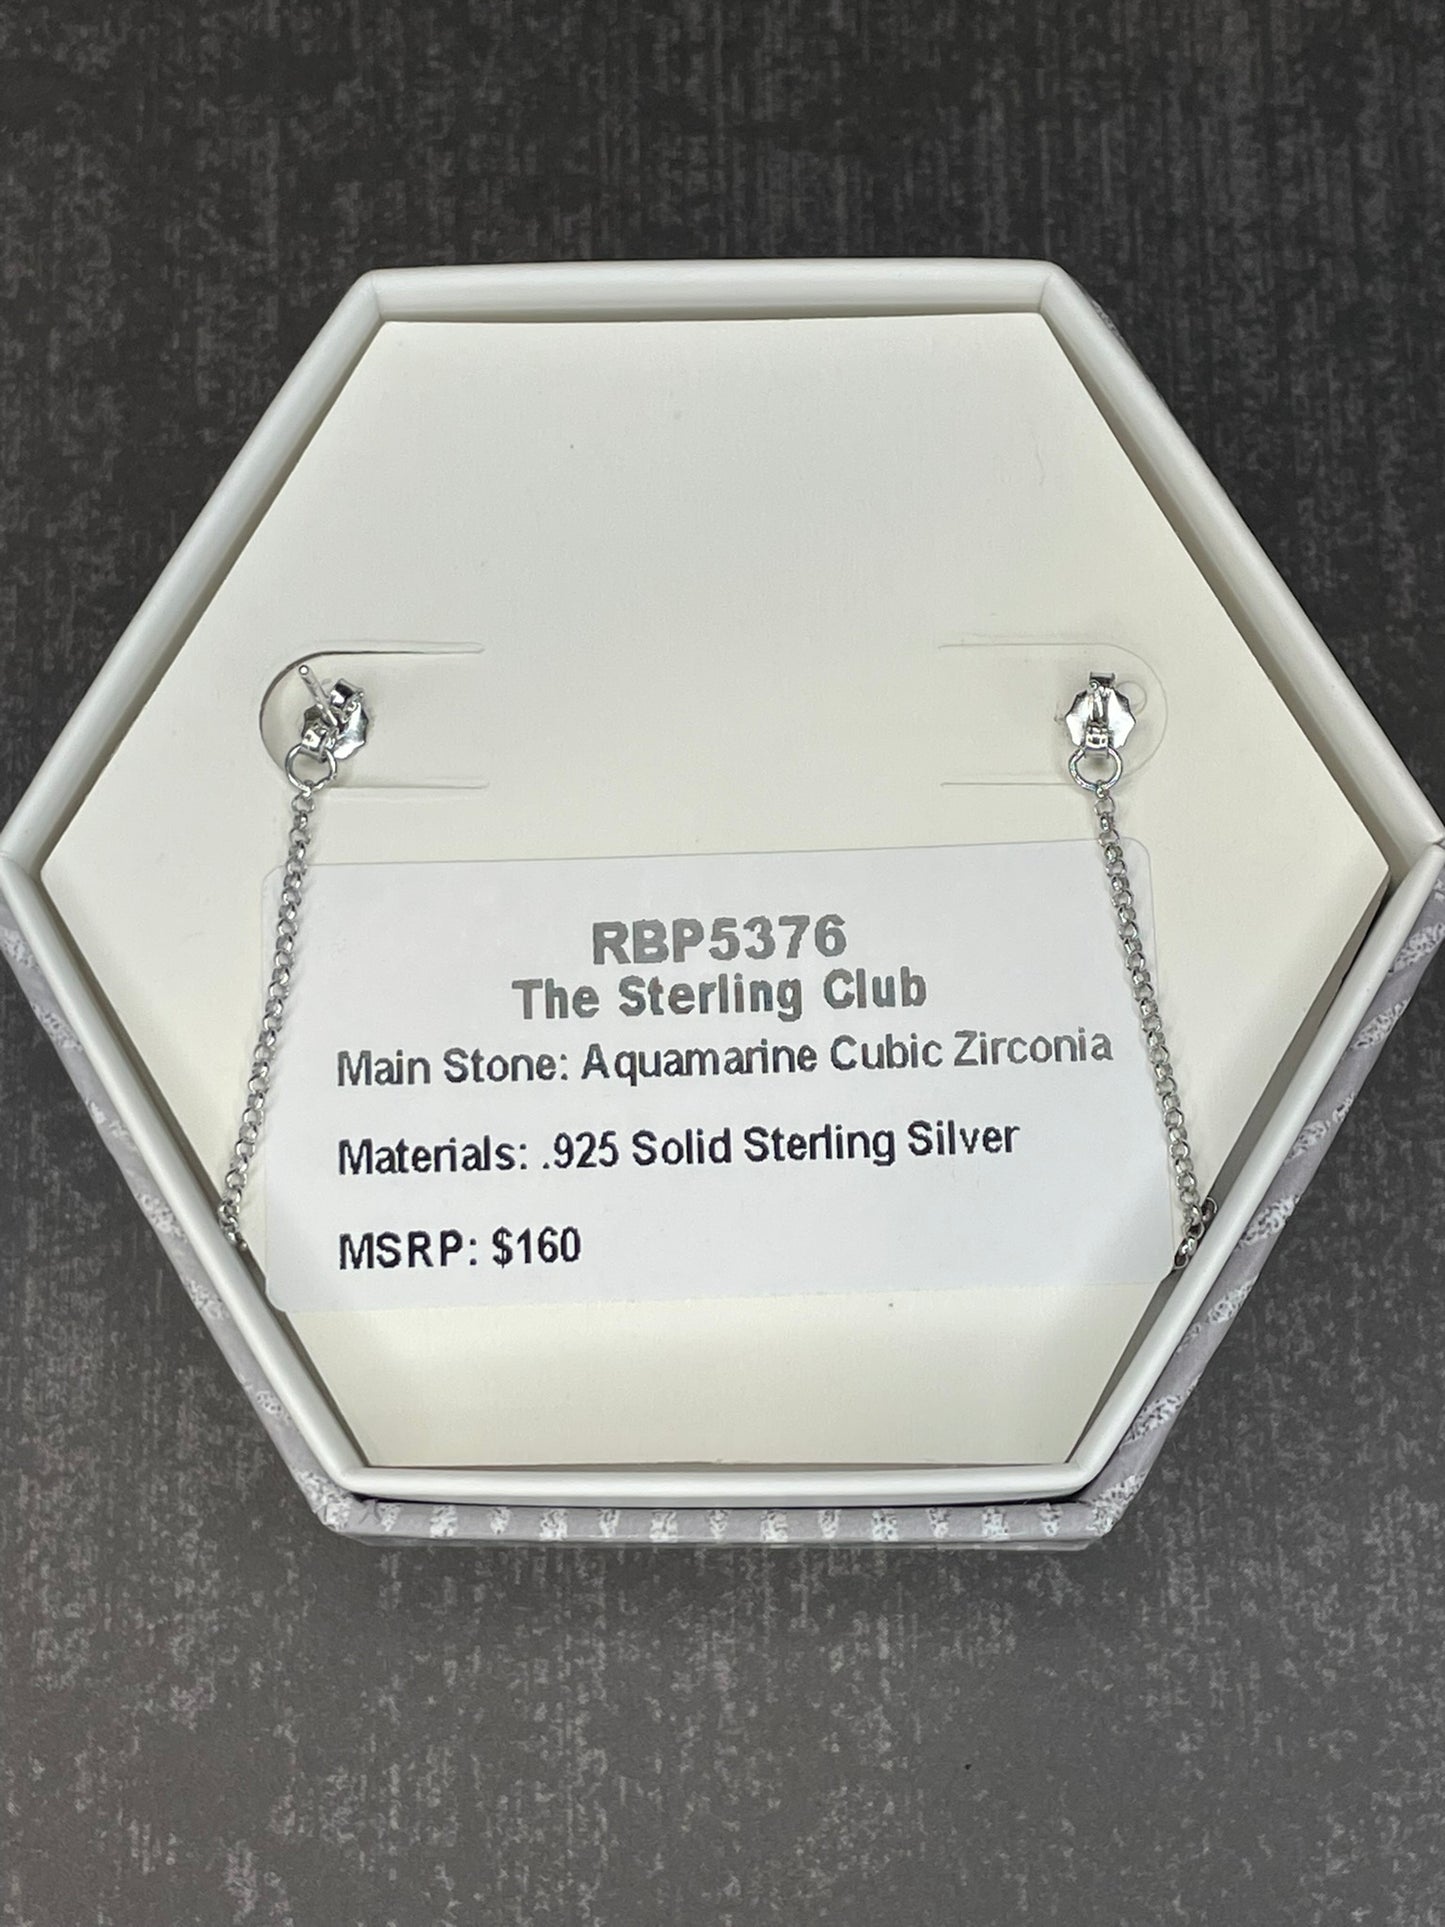 RBP5376
The Sterling Club
Main Stone: Aquamarine Cubic Zirconia
Materials: .925 Solid Sterling Silver
MSRP: $160